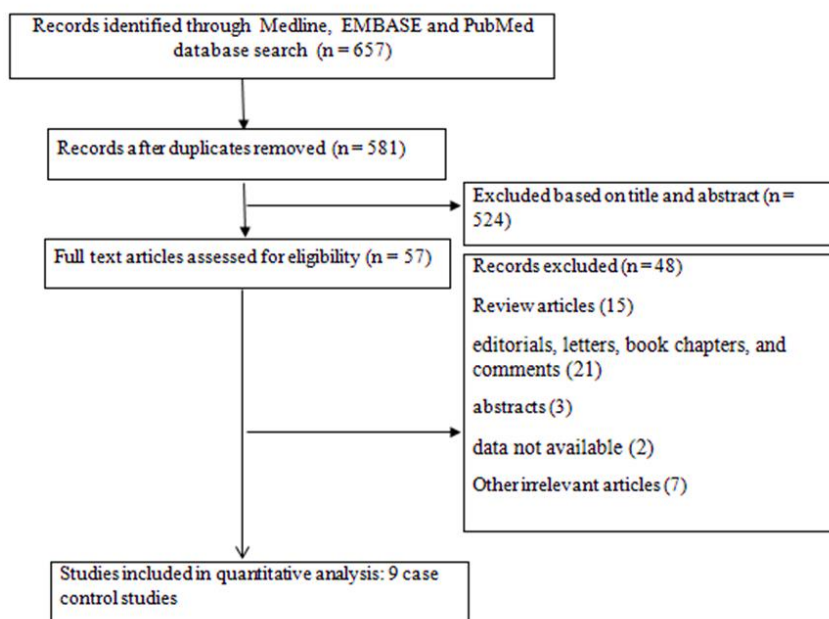 Records identified through Medline, EMBASE and PubMed
database search (n = 657)
Records after duplicates removed (n = 581)
Excluded based on title and abstract (n =
524)
Full text articles assessed for eligibility (n = 57)
Records excluded (n = 48)
Review articles (15)
editorials, letters, book chapters, and
comments (21)
abstracts (3)
data not available (2)
Other irrelevant articles (7)
Studies included in quantitative analysis: 9 case
control studies